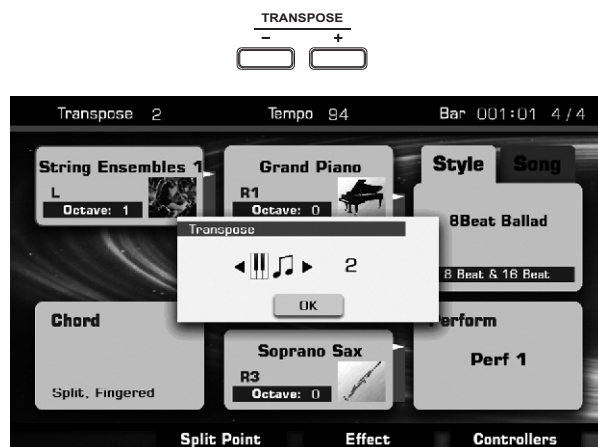 TRANSPOSE
- +
Transpose 2 Tempo 94 Bar 001:01 4/4
String Ensembles 1
L
Octave: 1
Grand Piano
R1
Octave: 0
Style Song
8Beat Ballad
8 Beat & 16 Beat
Transpose
2
OK
Chord
Split, Fingered
Soprano Sax
R3
Octave: 0
Perform
Perf 1
Split Point Effect Controllers